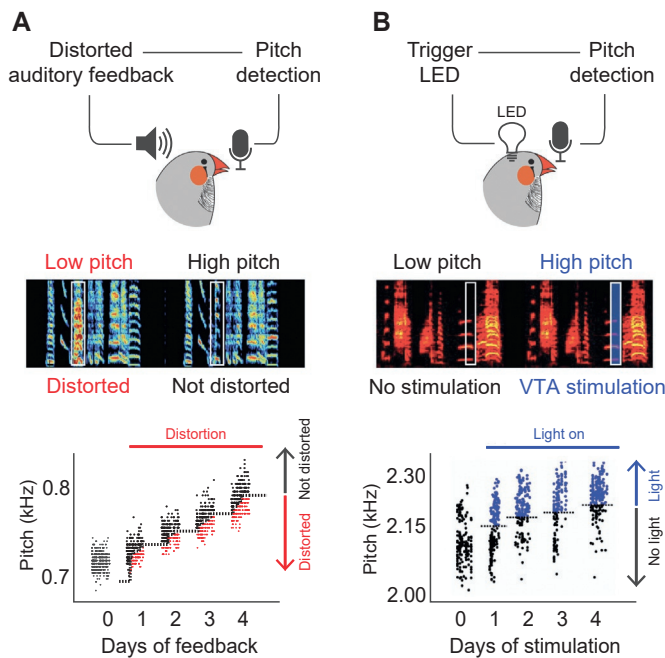 A
Distorted
auditory feedback
Pitch
detection
Low pitch
High pitch
Distorted
Not distorted
Distortion
Not distorted
Distorted
Pitch (kHz)
0.8
0.7
0 1 2 3 4
Days of feedback
B
Trigger
LED
Pitch
detection
LED
Low pitch
High pitch
No stimulation
VTA stimulation
Light on
Light
No light
Pitch (kHz)
2.30
2.15
2.00
0 1 2 3 4
Days of stimulation